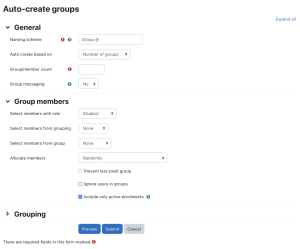 Auto-create groups
Expand all
General
Naming scheme
Group @
Auto create based on
Number of groups
Group/member count
Group messaging
No
Group members
Select members with role
Student
Select members from grouping
None
Select members from group
None
Allocate members
Randomly
Prevent last small group
Ignore users in groups
Include only active enrolments
Grouping
Preview
Submit
Cancel
There are required fields in this form marked .